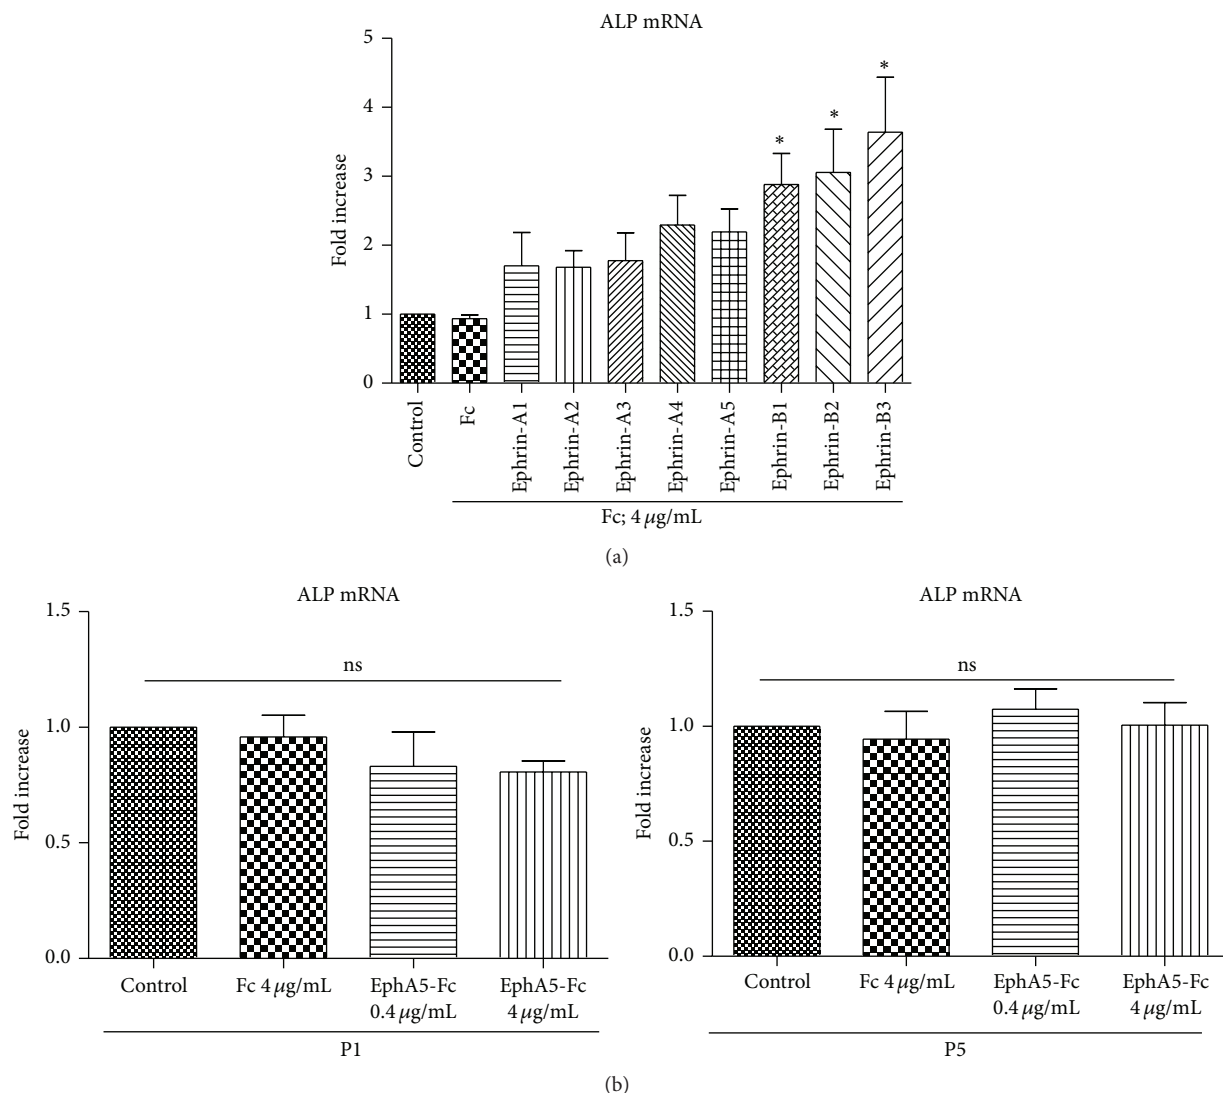 ALP mRNA
5
4
3
2
1
0
Fold increase
*
*
*
Control
Fc
Ephrin-A1
Ephrin-A2
Ephrin-A3
Ephrin-A4
Ephrin-A5
Ephrin-B1
Ephrin-B2
Ephrin-B3
Fc; 4 μg/mL
(a)
ALP mRNA
1.5
1.0
0.5
0.0
Fold increase
ns
Control
Fc 4 μg/mL
EphA5-Fc
0.4 μg/mL
EphA5-Fc
4 μg/mL
P1
ALP mRNA
1.5
1.0
0.5
0.0
Fold increase
ns
Control
Fc 4 μg/mL
EphA5-Fc
0.4 μg/mL
EphA5-Fc
4 μg/mL
P5
(b)